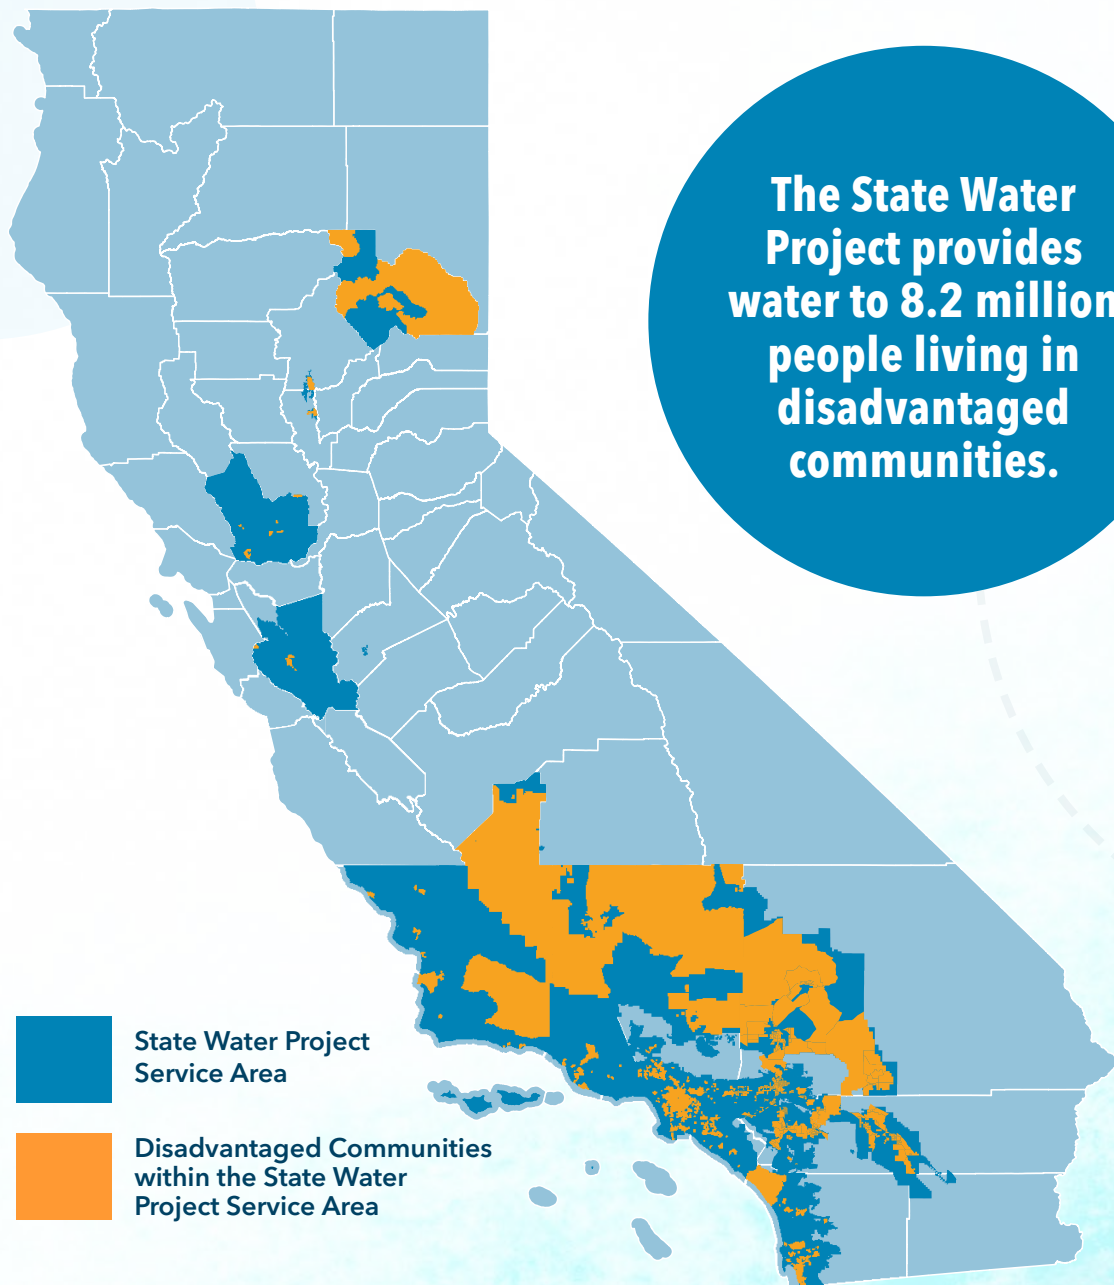 The State Water
Project provides
water to 8.2 million
people living in
disadvantaged
communities.
State Water Project
Service Area
Disadvantaged Communities
within the State Water
Project Service Area